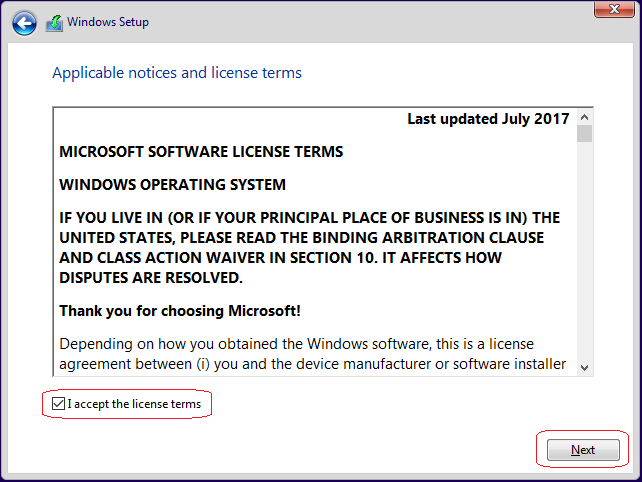 Windows Setup
Applicable notices and license terms
Last updated July 2017
MICROSOFT SOFTWARE LICENSE TERMS
WINDOWS OPERATING SYSTEM
IF YOU LIVE IN (OR IF YOUR PRINCIPAL PLACE OF BUSINESS IS IN) THE
UNITED STATES, PLEASE READ THE BINDING ARBITRATION CLAUSE
AND CLASS ACTION WAIVER IN SECTION 10. IT AFFECTS HOW
DISPUTES ARE RESOLVED.
Thank you for choosing Microsoft!
Depending on how you obtained the Windows software, this is a license
agreement between (i) you and the device manufacturer or software installer
I accept the license terms
Next